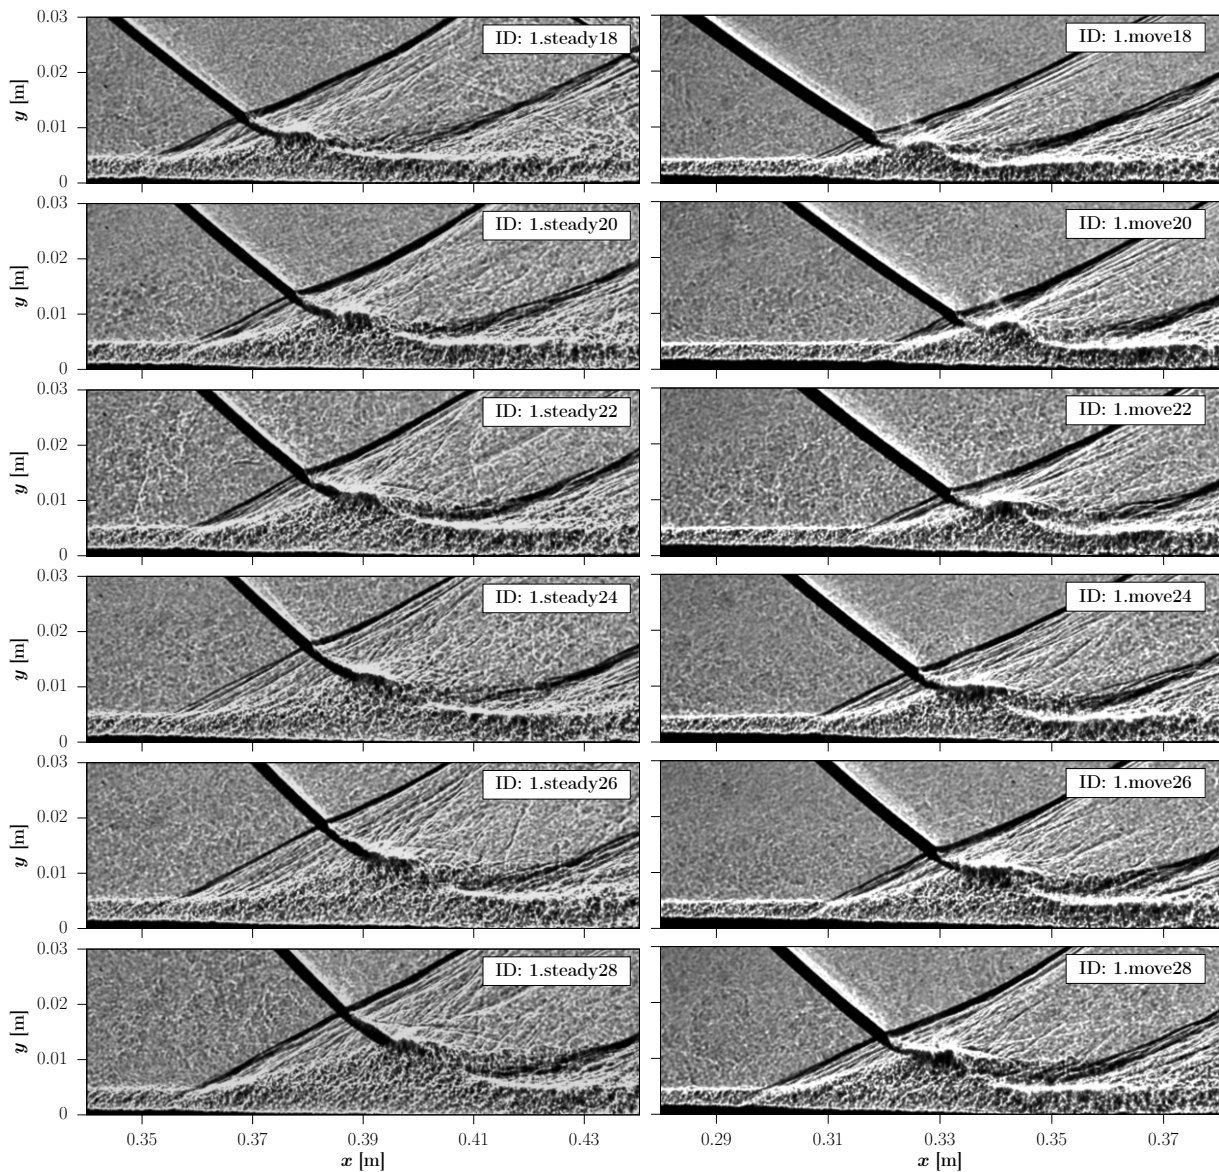 0.03
0.02
0.01
0
y [m]
ID: 1.steady18
ID: 1.move18
0.03
0.02
0.01
0
y [m]
ID: 1.steady20
ID: 1.move20
0.03
0.02
0.01
0
y [m]
ID: 1.steady22
ID: 1.move22
0.03
0.02
0.01
0
y [m]
ID: 1.steady24
ID: 1.move24
0.03
0.02
0.01
0
y [m]
ID: 1.steady26
ID: 1.move26
0.03
0.02
0.01
0
y [m]
ID: 1.steady28
ID: 1.move28
0.35 0.37 0.39 0.41 0.43
x [m]
0.29 0.31 0.33 0.35 0.37
x [m]